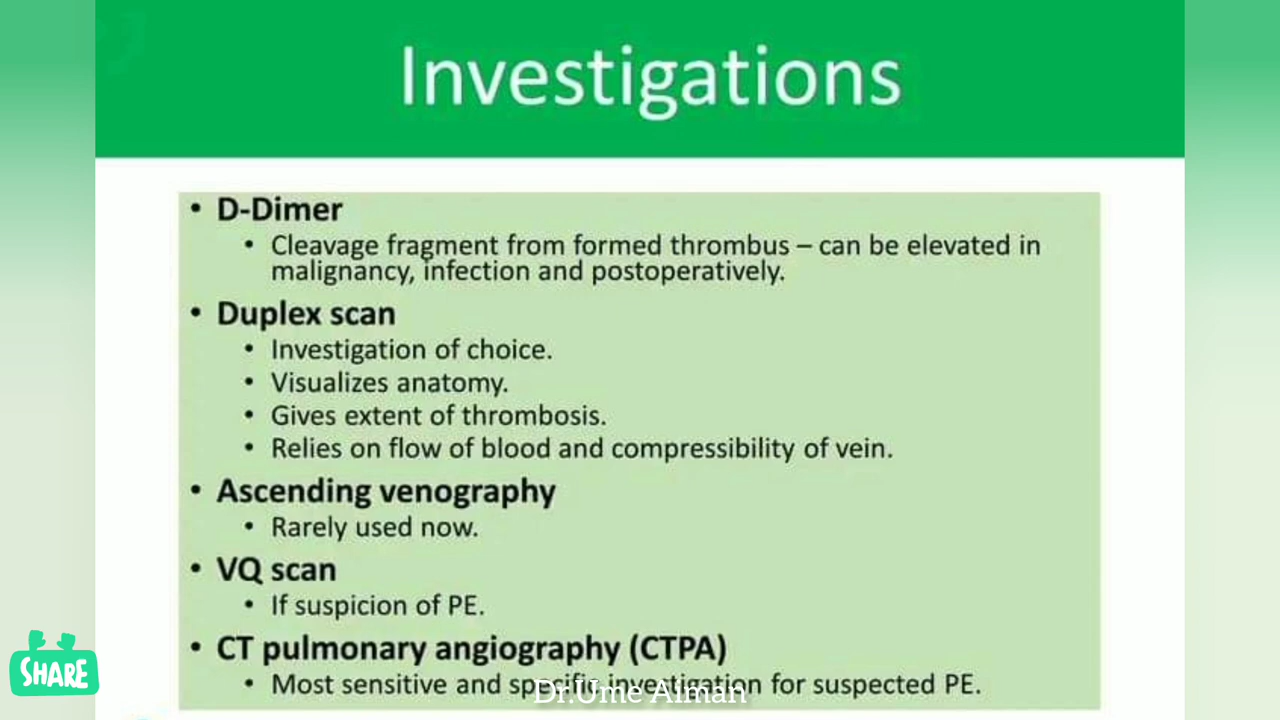 Investigations
• D-Dimer
• Cleavage fragment from formed thrombus – can be elevated in
malignancy, infection and postoperatively.
• Duplex scan
• Investigation of choice.
• Visualizes anatomy.
• Gives extent of thrombosis.
• Relies on flow of blood and compressibility of vein.
• Ascending venography
• Rarely used now.
• VQ scan
• If suspicion of PE.
• CT pulmonary angiography (CTPA)
• Most sensitive and specific investigation for suspected PE.
Dr.Ume Aiman
SHARE